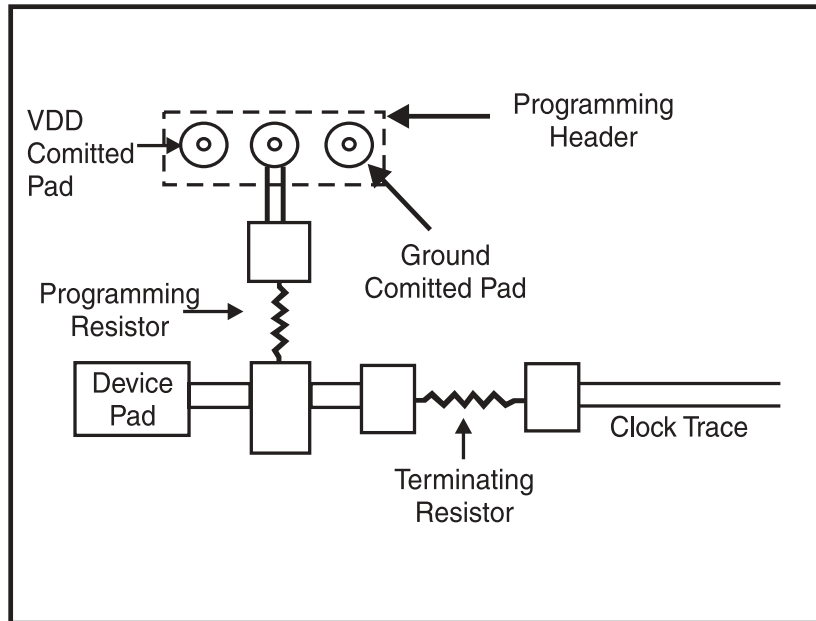 VDD
Comitted
Pad
Programming
Header
Ground
Comitted Pad
Programming
Resistor
Device
Pad
Clock Trace
Terminating
Resistor